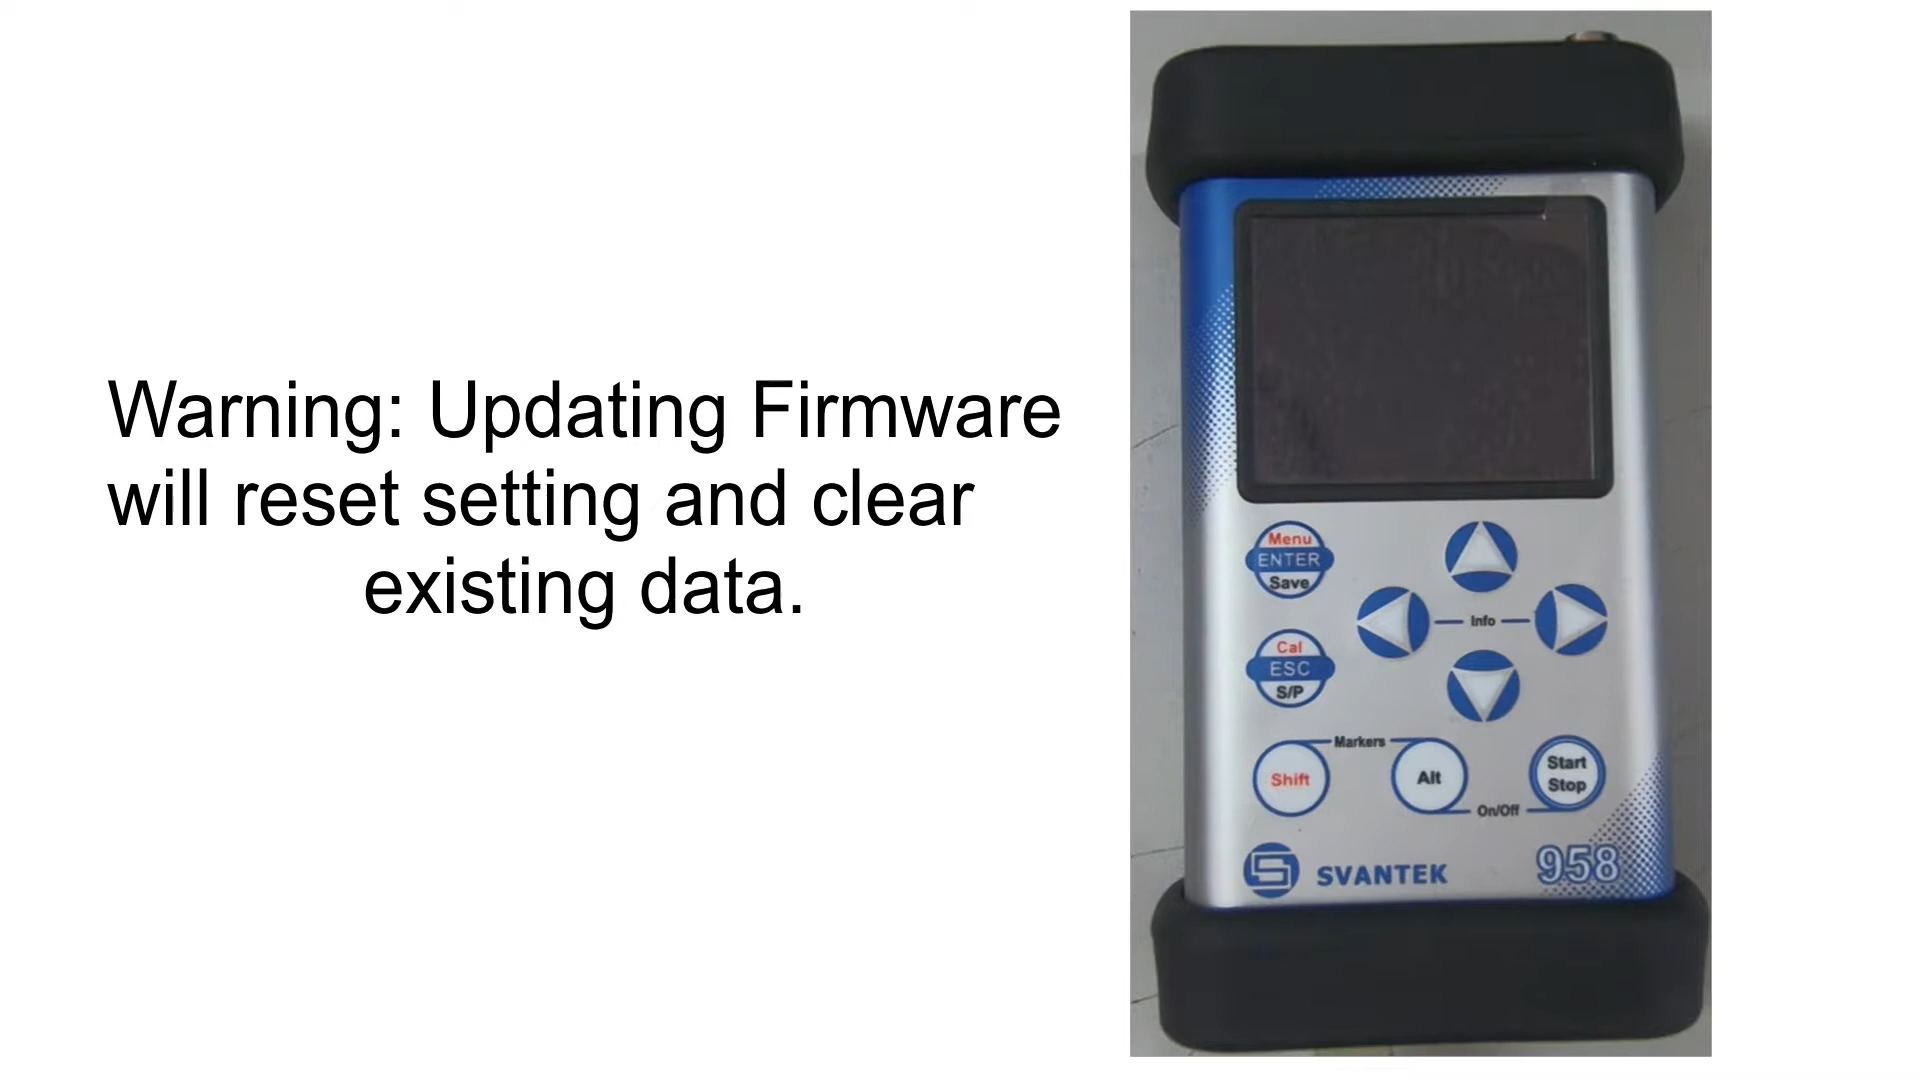 Warning: Updating Firmware
will reset setting and clear
existing data.
Menu
ENTER
Save
Info
Cal
ESC
S/P
Markers
Shift
Alt
Start
Stop
On/Off
SVANTEK
958